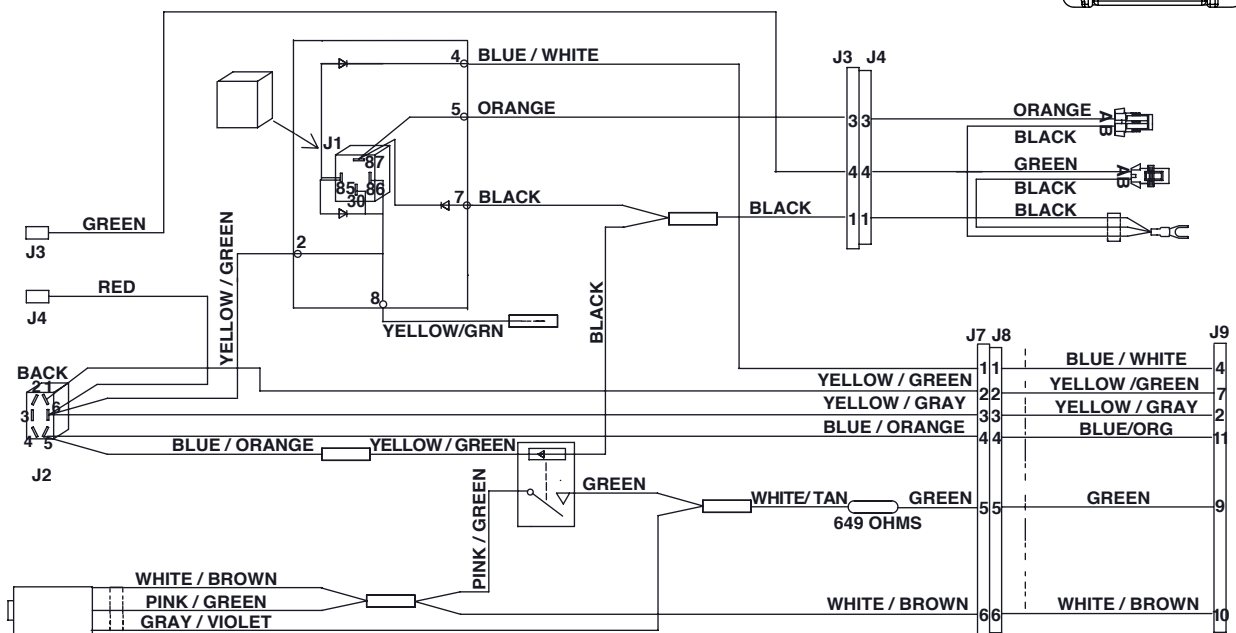 4 BLUE / WHITE
J3 J4
5 ORANGE
3 3
ORANGE A
BLACK B
J1
87
85 86
30
GREEN
J3
4 4
GREEN A
BLACK B
7 BLACK
BLACK
1 1
BLACK
2
YELLOW / GREEN
RED
J4
8
YELLOW/GRN
BLACK
J7 J8
J9
BACK
2 1
3 6
4 5
J2
1 1
BLUE / WHITE
4
YELLOW / GREEN
2 2
YELLOW /GREEN
7
YELLOW / GRAY
3 3
YELLOW / GRAY
2
BLUE / ORANGE
YELLOW / GREEN
BLUE / ORANGE
4 4
BLUE/ORG
11
PINK / GREEN
GREEN
WHITE/ TAN
649 OHMS
GREEN
5 5
GREEN
9
WHITE / BROWN
PINK / GREEN
GRAY / VIOLET
WHITE / BROWN
6 6
WHITE / BROWN
10